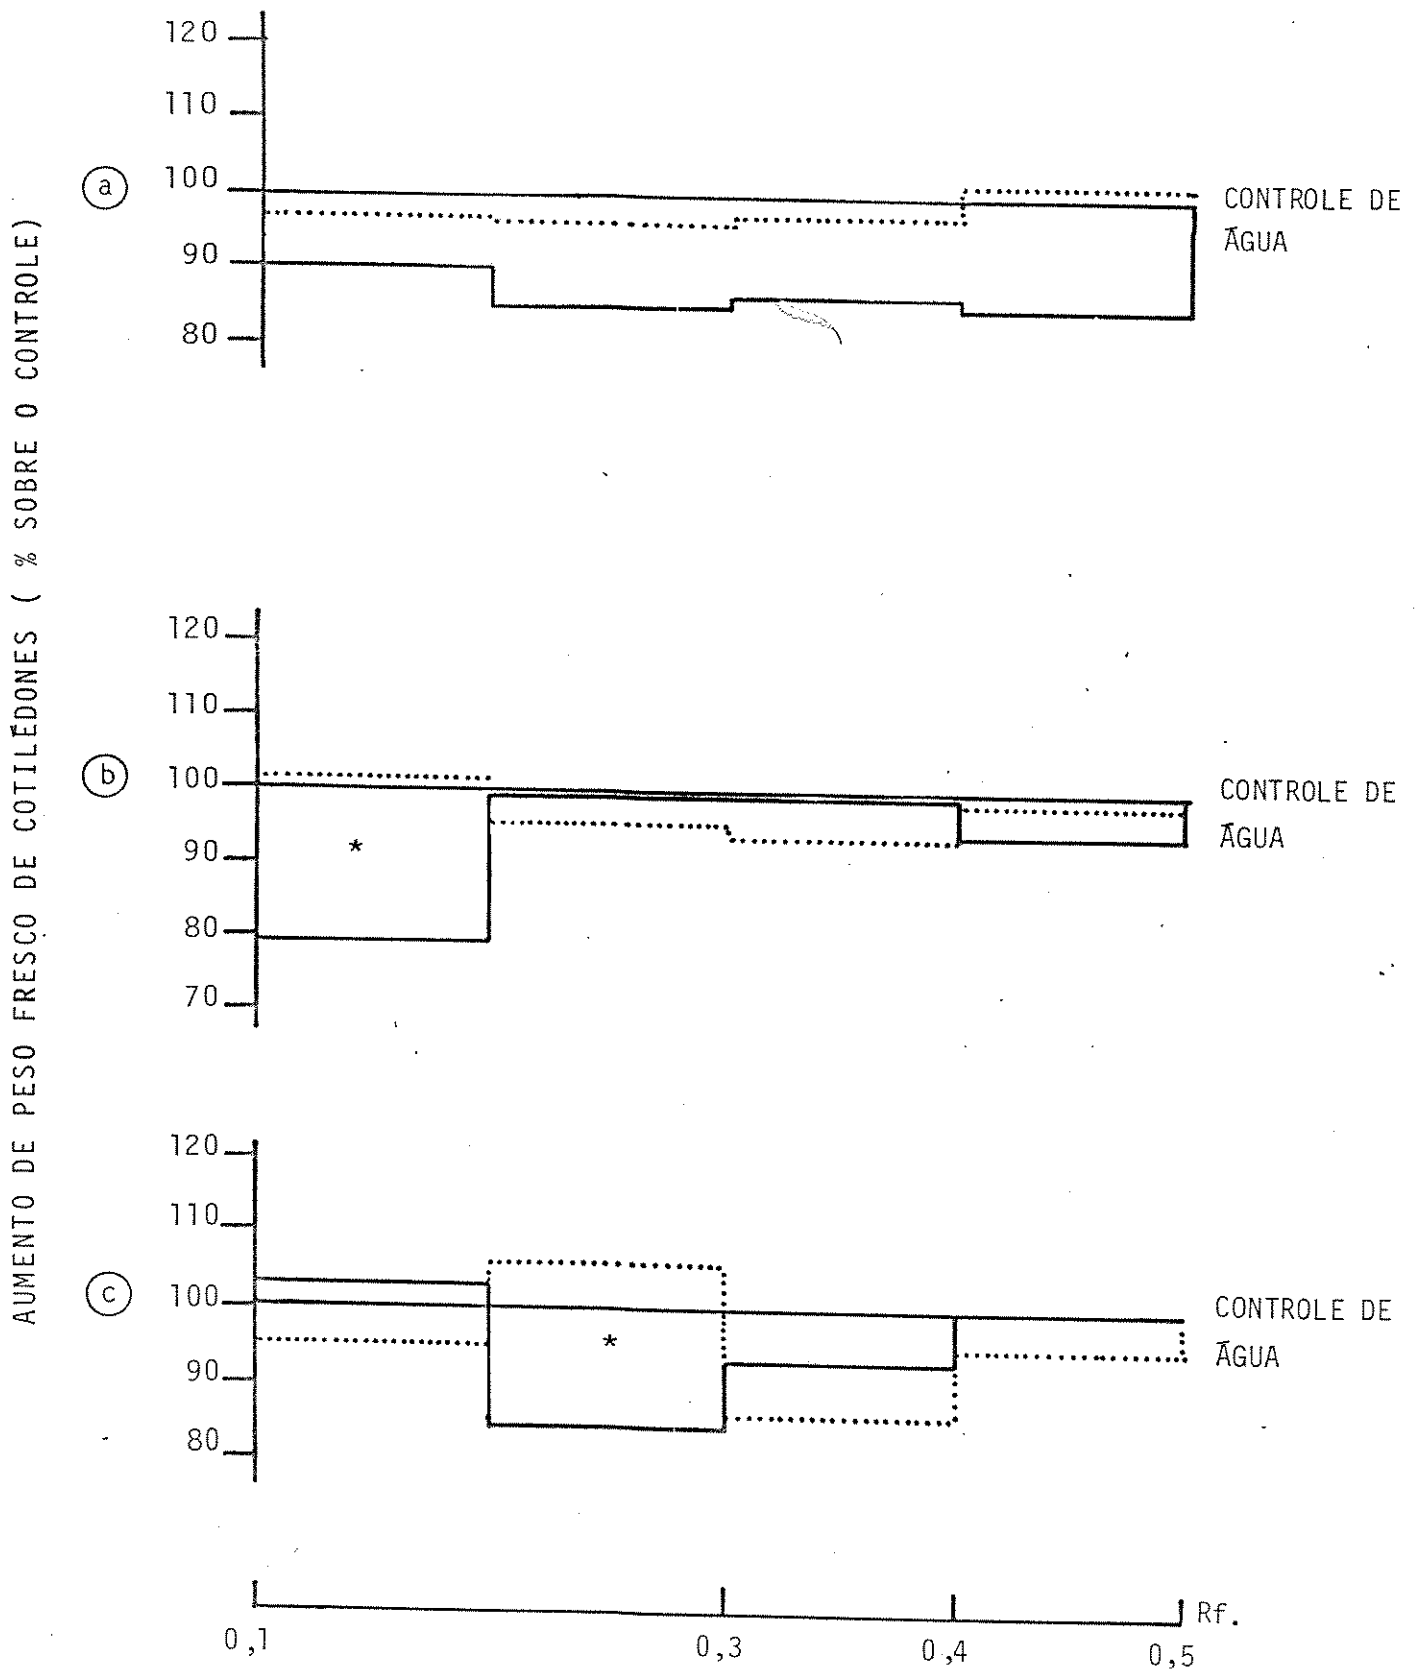 AUMENTO DE PESO FRESCO DE COTILÉDONES ( % SOBRE O CONTROLE)
120
110
a
100
90
80
CONTROLE DE
ÁGUA
120
110
b
100
90
80
70
*
CONTROLE DE
ÁGUA
120
110
c
100
90
80
*
CONTROLE DE
ÁGUA
0,1
0,3
0,4
0,5
Rf.